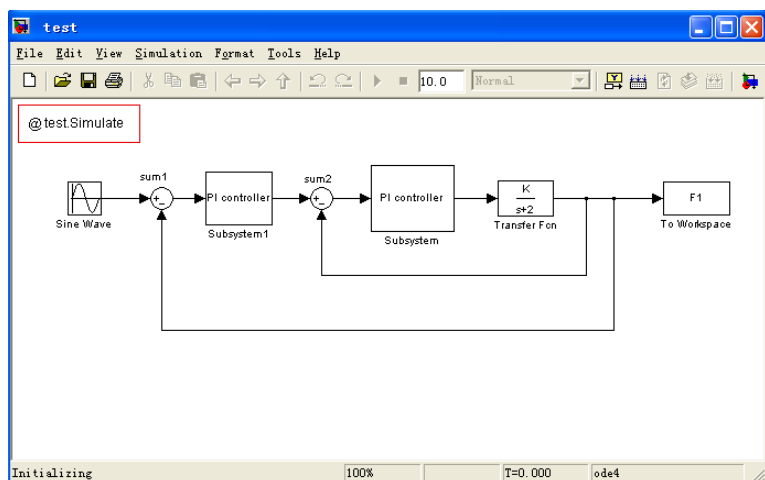 test
File Edit View Simulation Format Tools Help
10.0 Normal
@ test.Simulate
sum1
sum2
PI controller
PI controller
K
s+2
F1
Sine Wave
Subsystem1
Subsystem
Transfer Fcn
To Workspace
Initializing 100% T=0.000 ode4